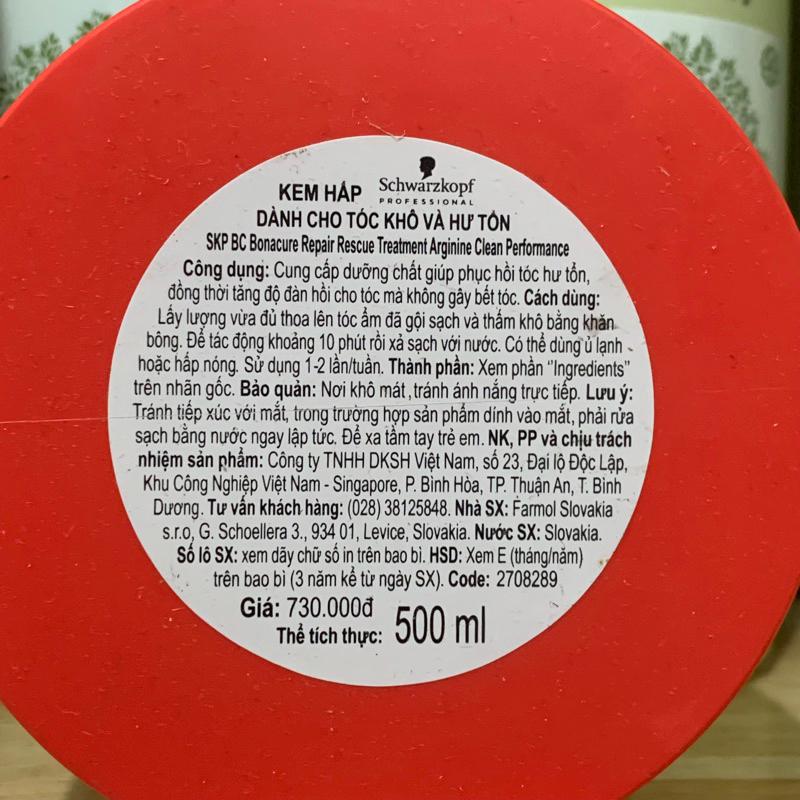 KEM HẤP Schwarzkopf
PROFESSIONAL
DÀNH CHO TÓC KHÔ VÀ HƯ TỔN
SKP BC Bonacure Repair Rescue Treatment Arginine Clean Performance
Công dụng: Cung cấp dưỡng chất giúp phục hồi tóc hư tổn,
đồng thời tăng độ đàn hồi cho tóc mà không gây bết tóc. Cách dùng:
Lấy lượng vừa đủ thoa lên tóc ẩm đã gội sạch và thấm khô bằng khăn
bông. Để tác động khoảng 10 phút rồi xả sạch với nước. Có thể dùng ủ lạnh
hoặc hấp nóng. Sử dụng 1-2 lần/tuần. Thành phần: Xem phần "Ingredients"
trên nhãn gốc. Bảo quản: Nơi khô mát, tránh ánh nắng trực tiếp. Lưu ý:
Tránh tiếp xúc với mắt, trong trường hợp sản phẩm dính vào mắt, phải rửa
sạch bằng nước ngay lập tức. Để xa tầm tay trẻ em. NK, PP và chịu trách
nhiệm sản phẩm: Công ty TNHH DKSH Việt Nam, số 23, Đại lộ Độc Lập,
Khu Công Nghiệp Việt Nam - Singapore, P. Bình Hòa, TP. Thuận An, T. Bình
Dương. Tư vấn khách hàng: (028) 38125848. Nhà SX: Farmol Slovakia
s.r.o, G. Schoellera 3., 934 01, Levice, Slovakia. Nước SX: Slovakia.
Số lô SX: xem dãy chữ số in trên bao bì. HSD: Xem E (tháng/năm)
trên bao bì (3 năm kể từ ngày SX). Code: 2708289
Giá: 730.000đ
Thể tích thực: 500 ml